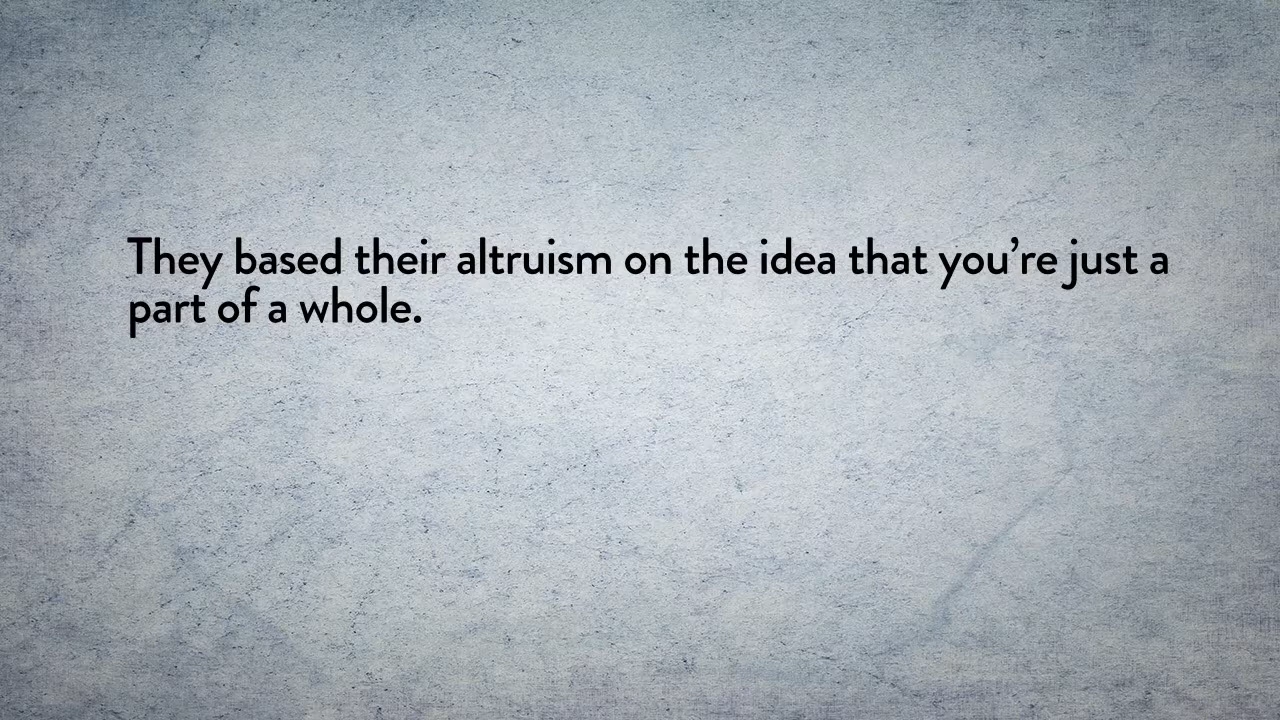 They based their altruism on the idea that you’re just a
part of a whole.